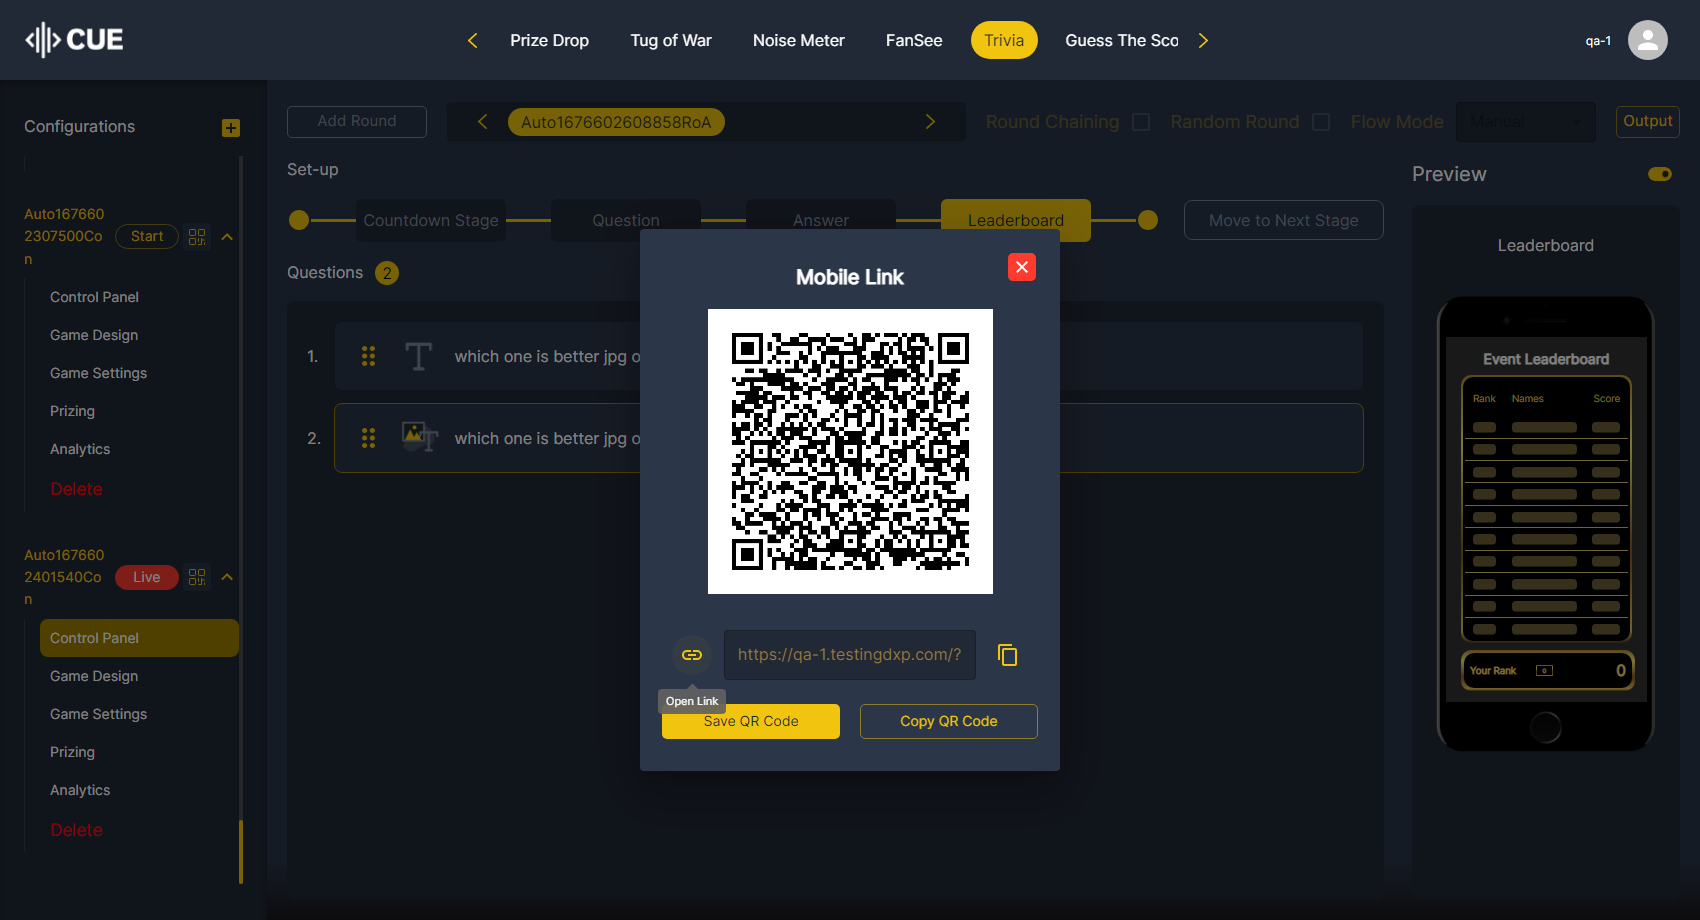 CUE
Prize Drop
Tug of War
Noise Meter
FanSee
Trivia
Guess The Sco
qa-1
Configurations
Auto167660
2307500Co
n
Start
Control Panel
Game Design
Game Settings
Prizing
Analytics
Delete
Auto167660
2401540Co
n
Live
Control Panel
Game Design
Game Settings
Prizing
Analytics
Delete
Add Round
Auto1676602608858RoA
Round Chaining
Random Round
Flow Mode
Manual
Output
Set-up
Countdown Stage
Question
Answer
Leaderboard
Move to Next Stage
Questions 2
1. which one is better jpg o
2. which one is better jpg o
Mobile Link
https://qa-1.testingdxp.com/?
Open Link
Save QR Code
Copy QR Code
Preview
Leaderboard
Event Leaderboard
Rank Names Score
Your Rank 0 0